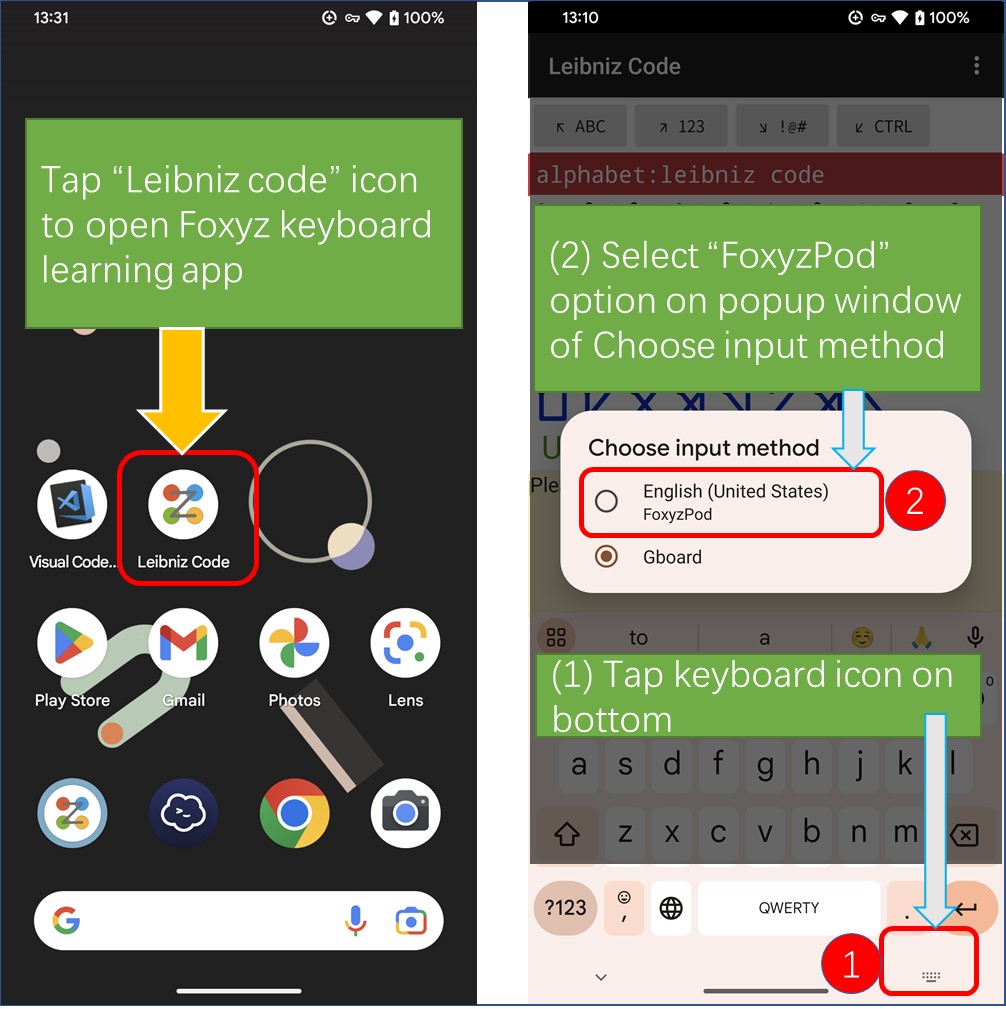 13:31
100%
Tap “Leibniz code” icon
to open Foxyz keyboard
learning app
Visual Code…
Leibniz Code
Play Store
Gmail
Photos
Lens
13:10
100%
Leibniz Code
↖ ABC
↗ 123
↘ !@#
↙ CTRL
alphabet:leibniz code
(2) Select “FoxyzPod”
option on popup window
of Choose input method
U
Ple
Choose input method
English (United States)
FoxyzPod
2
Gboard
to
a
(1) Tap keyboard icon on
bottom
a s d f g h j k l
z x c v b n m
?123
,
QWERTY
.
1